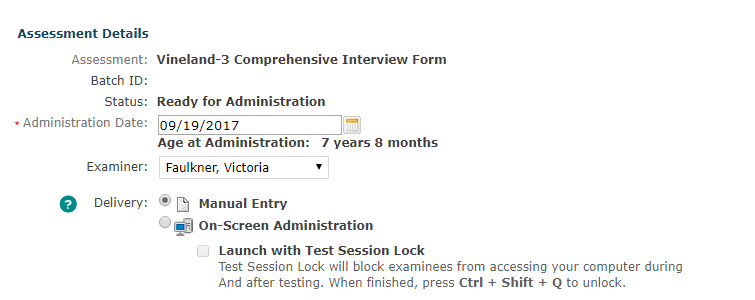 Assessment Details
Assessment: Vineland-3 Comprehensive Interview Form
Batch ID:
Status: Ready for Administration
* Administration Date: 09/19/2017
Age at Administration: 7 years 8 months
Examiner: Faulkner, Victoria
? Delivery: Manual Entry
On-Screen Administration
Launch with Test Session Lock
Test Session Lock will block examinees from accessing your computer during
And after testing. When finished, press Ctrl + Shift + Q to unlock.